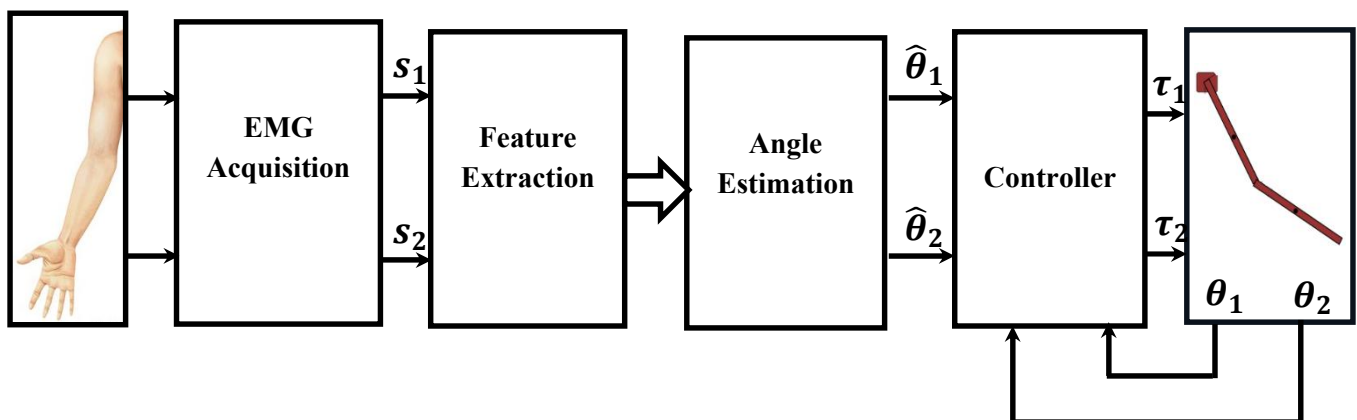 EMG
Acquisition
s₁
s₂
Feature
Extraction
Angle
Estimation
θ̂₁
θ̂₂
Controller
τ₁
τ₂
θ₁ θ₂